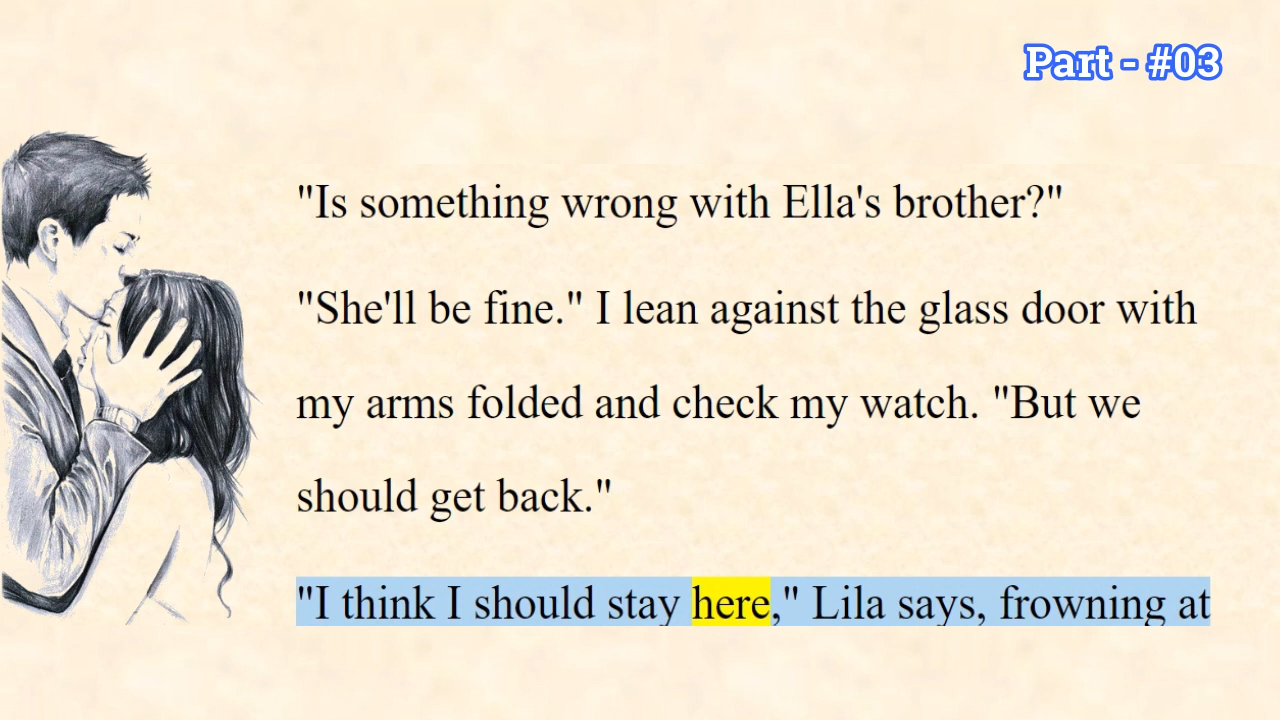 Part - #03
"Is something wrong with Ella's brother?"
"She'll be fine." I lean against the glass door with
my arms folded and check my watch. "But we
should get back."
"I think I should stay here," Lila says, frowning at